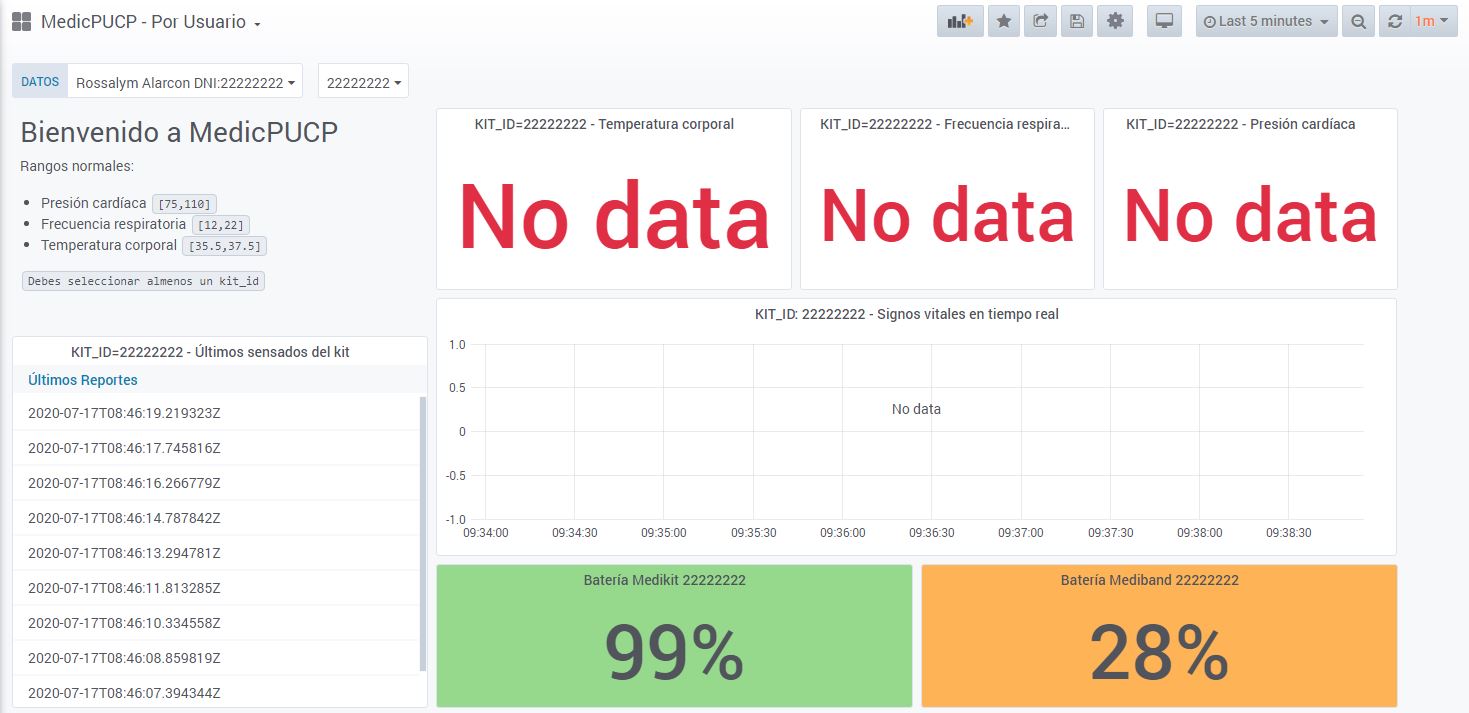 MedicPUCP - Por Usuario
Last 5 minutes
1m
DATOS
Rossalym Alarcon DNI:22222222
22222222
Bienvenido a MedicPUCP
Rangos normales:
Presión cardíaca [75,110]
Frecuencia respiratoria [12,22]
Temperatura corporal [35.5,37.5]
Debes seleccionar almenos un kit_id
KIT_ID=22222222 - Últimos sensados del kit
Últimos Reportes
2020-07-17T08:46:19.219323Z
2020-07-17T08:46:17.745816Z
2020-07-17T08:46:16.266779Z
2020-07-17T08:46:14.787842Z
2020-07-17T08:46:13.294781Z
2020-07-17T08:46:11.813285Z
2020-07-17T08:46:10.334558Z
2020-07-17T08:46:08.859819Z
2020-07-17T08:46:07.394344Z
KIT_ID=22222222 - Temperatura corporal
No data
KIT_ID=22222222 - Frecuencia respira...
No data
KIT_ID=22222222 - Presión cardíaca
No data
KIT_ID: 22222222 - Signos vitales en tiempo real
1.0
0.5
0
-0.5
-1.0
No data
09:34:00 09:34:30 09:35:00 09:35:30 09:36:00 09:36:30 09:37:00 09:37:30 09:38:00 09:38:30
Batería Medikit 22222222
99%
Batería Mediband 22222222
28%